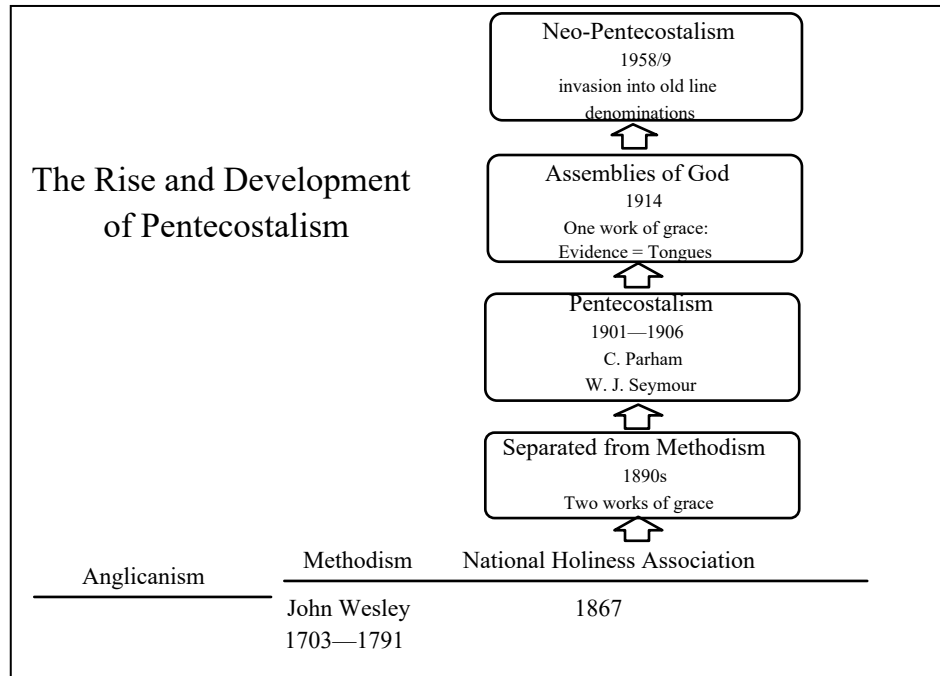 The Rise and Development
of Pentecostalism
Neo-Pentecostalism
1958/9
invasion into old line
denominations
Assemblies of God
1914
One work of grace:
Evidence = Tongues
Pentecostalism
1901—1906
C. Parham
W. J. Seymour
Separated from Methodism
1890s
Two works of grace
Anglicanism
Methodism
National Holiness Association
John Wesley
1703—1791
1867